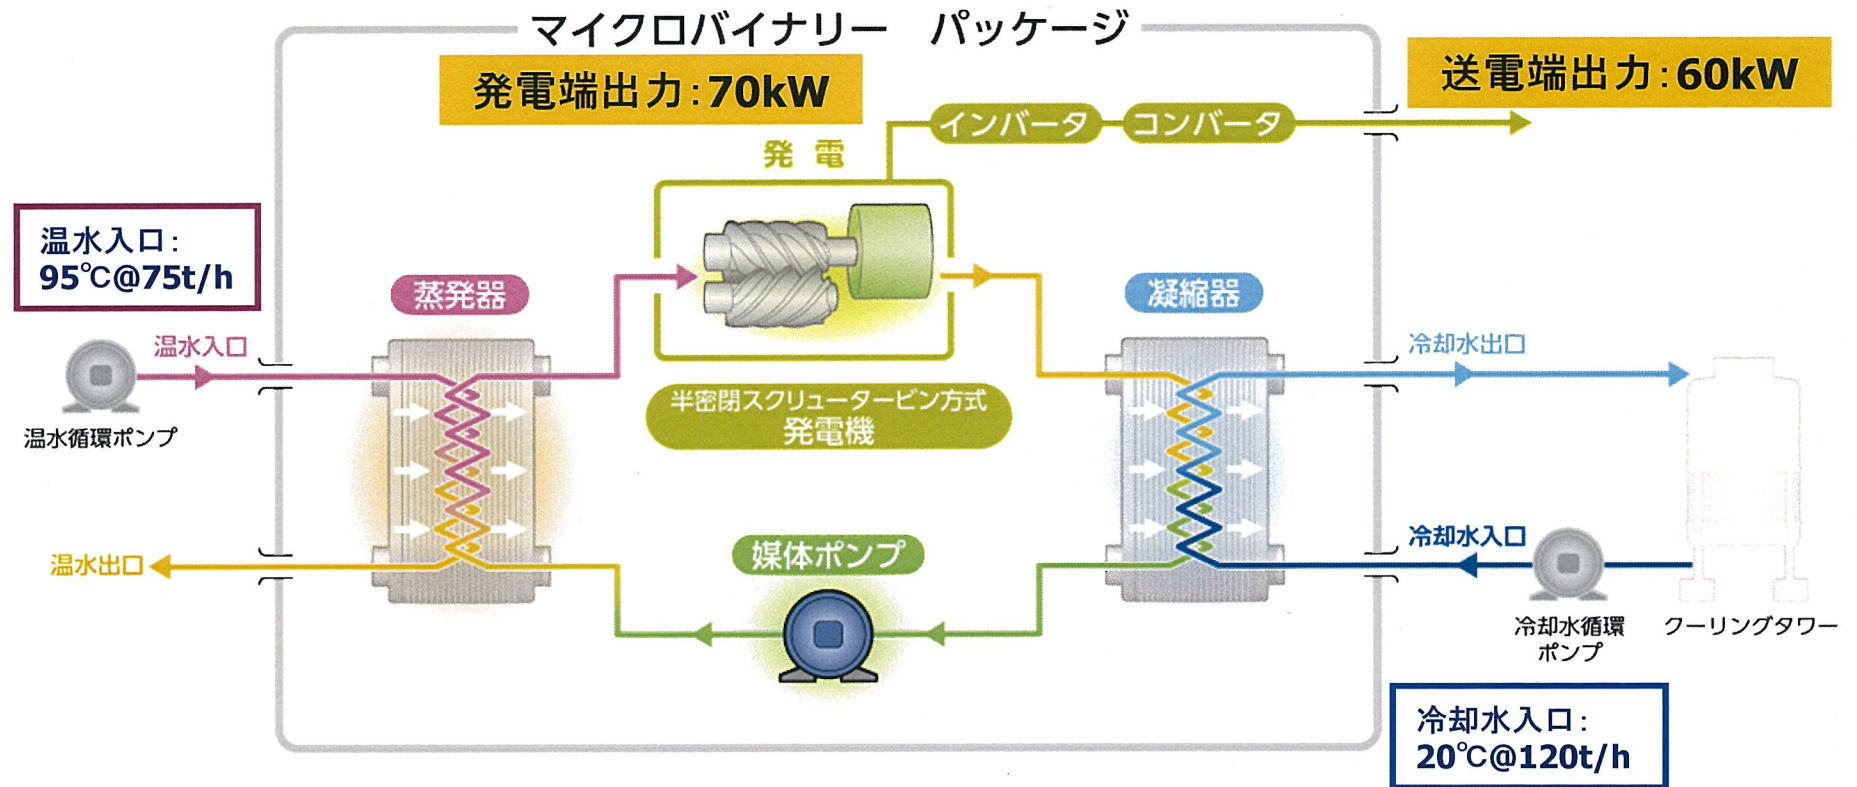 マイクロバイナリー パッケージ
発電端出力：70kW
送電端出力：60kW
インバータ
コンバータ
発電
温水入口：
95℃@75t/h
蒸発器
凝縮器
温水入口
冷却水出口
半密閉スクリュータービン方式
発電機
温水循環ポンプ
媒体ポンプ
温水出口
冷却水入口
冷却水循環
ポンプ
クーリングタワー
冷却水入口：
20℃@120t/h